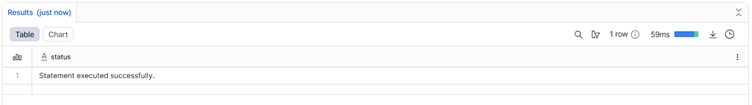 Results (just now)
Table Chart 1 row 59ms
status
1 Statement executed successfully.